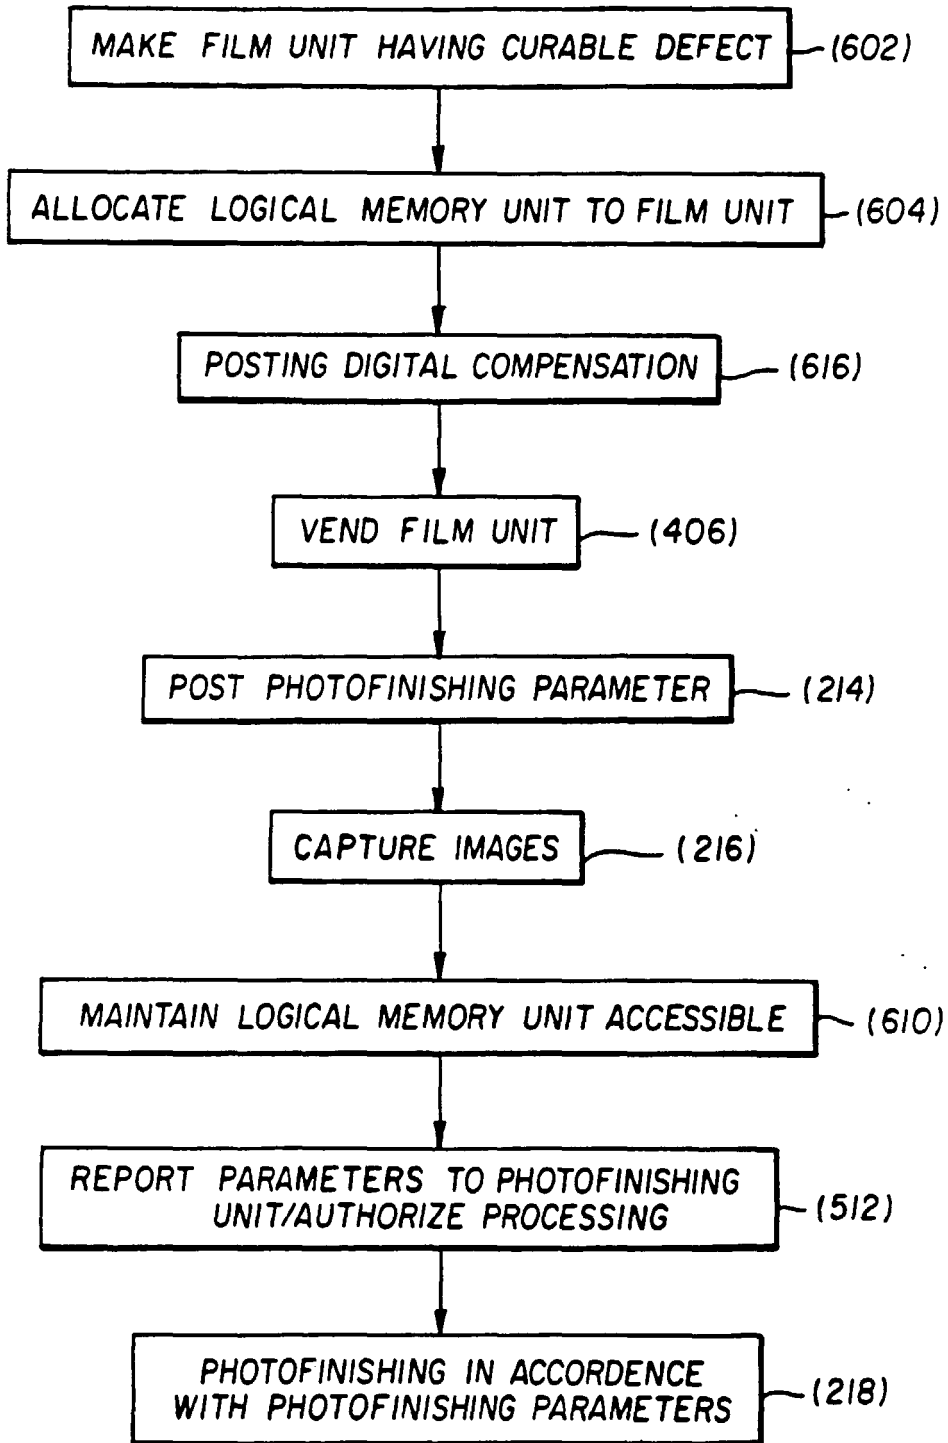 MAKE FILM UNIT HAVING CURABLE DEFECT (602)
ALLOCATE LOGICAL MEMORY UNIT TO FILM UNIT (604)
POSTING DIGITAL COMPENSATION (616)
VEND FILM UNIT (406)
POST PHOTOFINISHING PARAMETER (214)
CAPTURE IMAGES (216)
MAINTAIN LOGICAL MEMORY UNIT ACCESSIBLE (610)
REPORT PARAMETERS TO PHOTOFINISHING
UNIT/AUTHORIZE PROCESSING (512)
PHOTOFINISHING IN ACCORDENCE
WITH PHOTOFINISHING PARAMETERS (218)